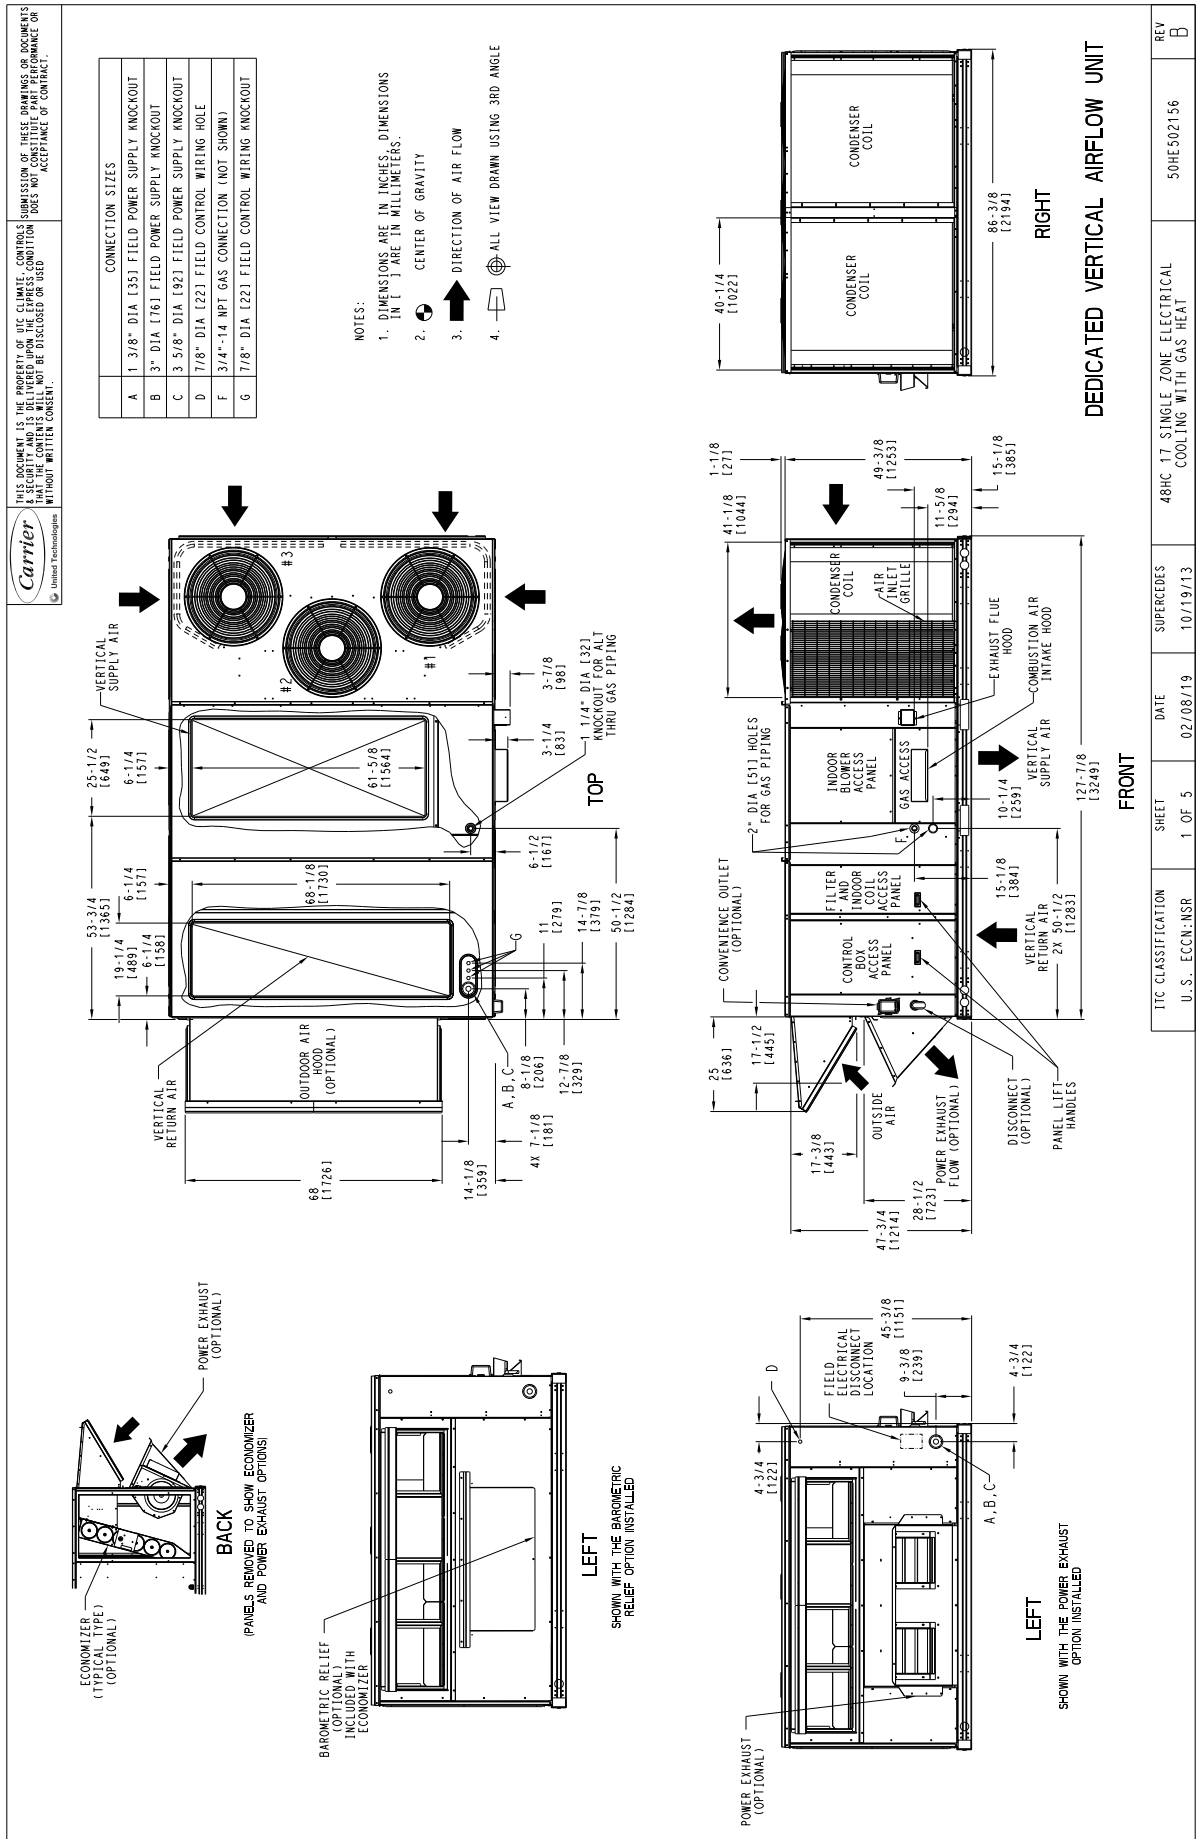 Carrier
United Technologies
THIS DOCUMENT IS THE PROPERTY OF UTC CLIMATE, CONTROLS
& SECURITY AND IS DELIVERED UPON THE EXPRESS CONDITION
THAT THE CONTENTS WILL NOT BE DISCLOSED OR USED
WITHOUT WRITTEN CONSENT.
SUBMISSION OF THESE DRAWINGS OR DOCUMENTS
DOES NOT CONSTITUTE PART PERFORMANCE OR
ACCEPTANCE OF CONTRACT.
CONNECTION SIZES
A 1 3/8" DIA [35] FIELD POWER SUPPLY KNOCKOUT
B 3" DIA [76] FIELD POWER SUPPLY KNOCKOUT
C 3 5/8" DIA [92] FIELD POWER SUPPLY KNOCKOUT
D 7/8" DIA [22] FIELD CONTROL WIRING HOLE
F 3/4"-14 NPT GAS CONNECTION (NOT SHOWN)
G 7/8" DIA [22] FIELD CONTROL WIRING KNOCKOUT
NOTES:
1. DIMENSIONS ARE IN INCHES, DIMENSIONS
IN [ ] ARE IN MILLIMETERS.
2. CENTER OF GRAVITY
3. DIRECTION OF AIR FLOW
4. ALL VIEW DRAWN USING 3RD ANGLE
ECONOMIZER
(TYPICAL TYPE)
(OPTIONAL)
POWER EXHAUST
(OPTIONAL)
BACK
(PANELS REMOVED TO SHOW ECONOMIZER
AND POWER EXHAUST OPTIONS)
VERTICAL
RETURN AIR
OUTDOOR AIR
HOOD
(OPTIONAL)
68
[1726]
14-1/8
[359]
4X 7-1/8
[181]
A,B,C
8-1/8
[206]
12-7/8
[329]
G
11
[279]
14-7/8
[379]
50-1/2
[1284]
53-3/4
[1365]
19-1/4
[489]
6-1/4
[158]
6-1/4
[157]
68-1/8
[1730]
25-1/2
[649]
6-1/4
[157]
61-5/8
[1564]
VERTICAL
SUPPLY AIR
6-1/2
[167]
3-1/4
[83]
3-7/8
[98]
1 1/4" DIA [32]
KNOCKOUT FOR ALT
THRU GAS PIPING
#1
#2
#3
TOP
BAROMETRIC RELIEF
(OPTIONAL)
INCLUDED WITH
ECONOMIZER
LEFT
SHOWN WITH THE BAROMETRIC
RELIEF OPTION INSTALLED
POWER EXHAUST
(OPTIONAL)
4-3/4
[122]
D
FIELD
ELECTRICAL
DISCONNECT
LOCATION
9-3/8
[239]
45-3/8
[1151]
4-3/4
[122]
A,B,C
LEFT
SHOWN WITH THE POWER EXHAUST
OPTION INSTALLED
25
[636]
17-1/2
[445]
17-3/8
[443]
47-3/4
[1214]
28-1/2
[723]
OUTSIDE
AIR
POWER EXHAUST
FLOW (OPTIONAL)
DISCONNECT
(OPTIONAL)
PANEL LIFT
HANDLES
CONVENIENCE OUTLET
(OPTIONAL)
CONTROL
BOX
ACCESS
PANEL
FILTER
AND
INDOOR
COIL
ACCESS
PANEL
2" DIA [51] HOLES
FOR GAS PIPING
F
INDOOR
BLOWER
ACCESS
PANEL
GAS ACCESS
CONDENSER
COIL
AIR
INLET
GRILLE
EXHAUST FLUE
HOOD
COMBUSTION AIR
INTAKE HOOD
VERTICAL
RETURN AIR
VERTICAL
SUPPLY AIR
15-1/8
[384]
10-1/4
[259]
2X 50-1/2
[1283]
127-7/8
[3249]
41-1/8
[1044]
1-1/8
[27]
49-3/8
[1253]
11-5/8
[294]
15-1/8
[385]
FRONT
CONDENSER
COIL
CONDENSER
COIL
40-1/4
[1022]
86-3/8
[2194]
RIGHT
DEDICATED VERTICAL AIRFLOW UNIT
ITC CLASSIFICATION
U.S. ECCN:NSR
SHEET
1 OF 5
DATE
02/08/19
SUPERCEDES
10/19/13
48HC 17 SINGLE ZONE ELECTRICAL
COOLING WITH GAS HEAT
50HE502156
REV
B